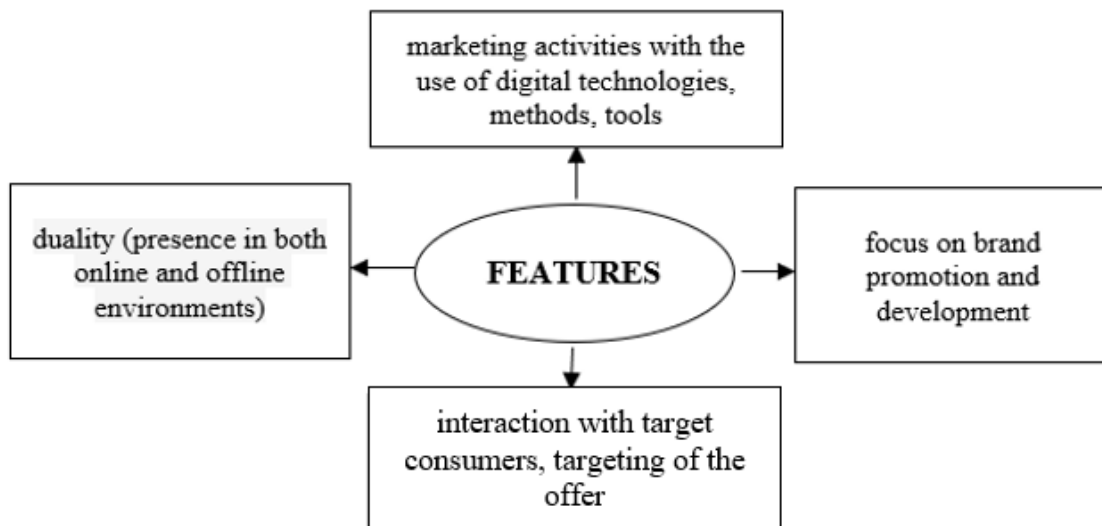 marketing activities with the
use of digital technologies,
methods, tools
duality (presence in both
online and offline
environments)
FEATURES
focus on brand
promotion and
development
interaction with target
consumers, targeting of the
offer